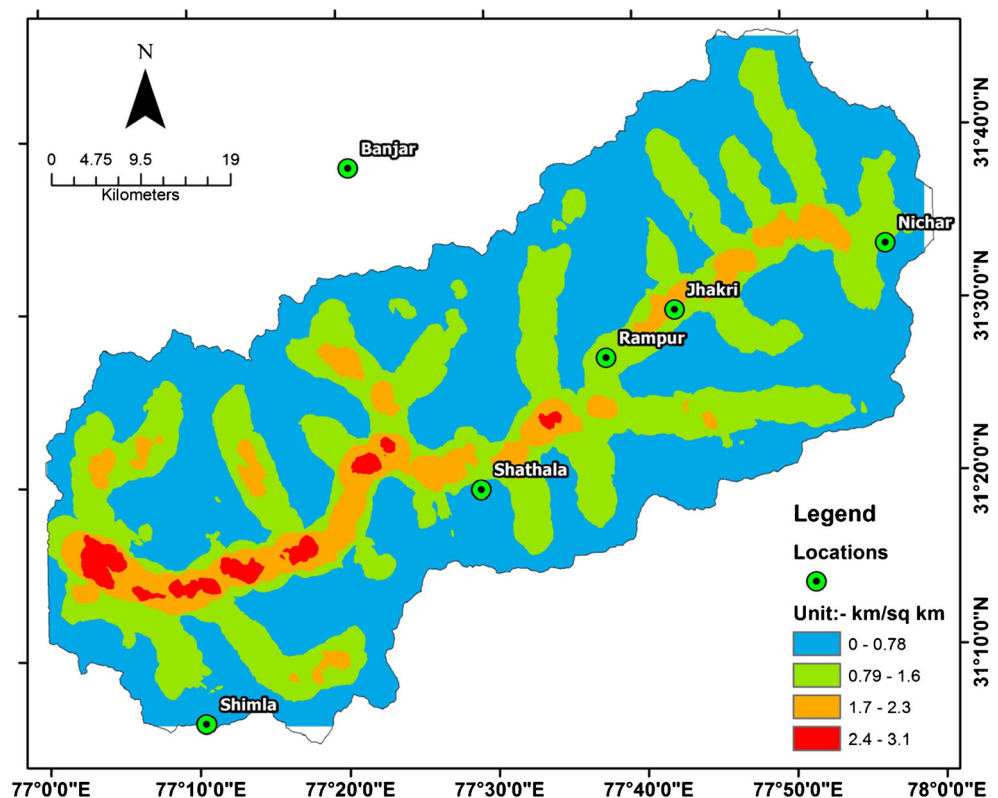 N
0 4.75 9.5 19
Kilometers
Banjar
Nichar
Jhakri
Rampur
Shathala
Shimla
Legend
Locations
Unit:- km/sq km
0 - 0.78
0.79 - 1.6
1.7 - 2.3
2.4 - 3.1
31°40'0"N
31°30'0"N
31°20'0"N
31°10'0"N
77°0'0"E 77°10'0"E 77°20'0"E 77°30'0"E 77°40'0"E 77°50'0"E 78°0'0"E